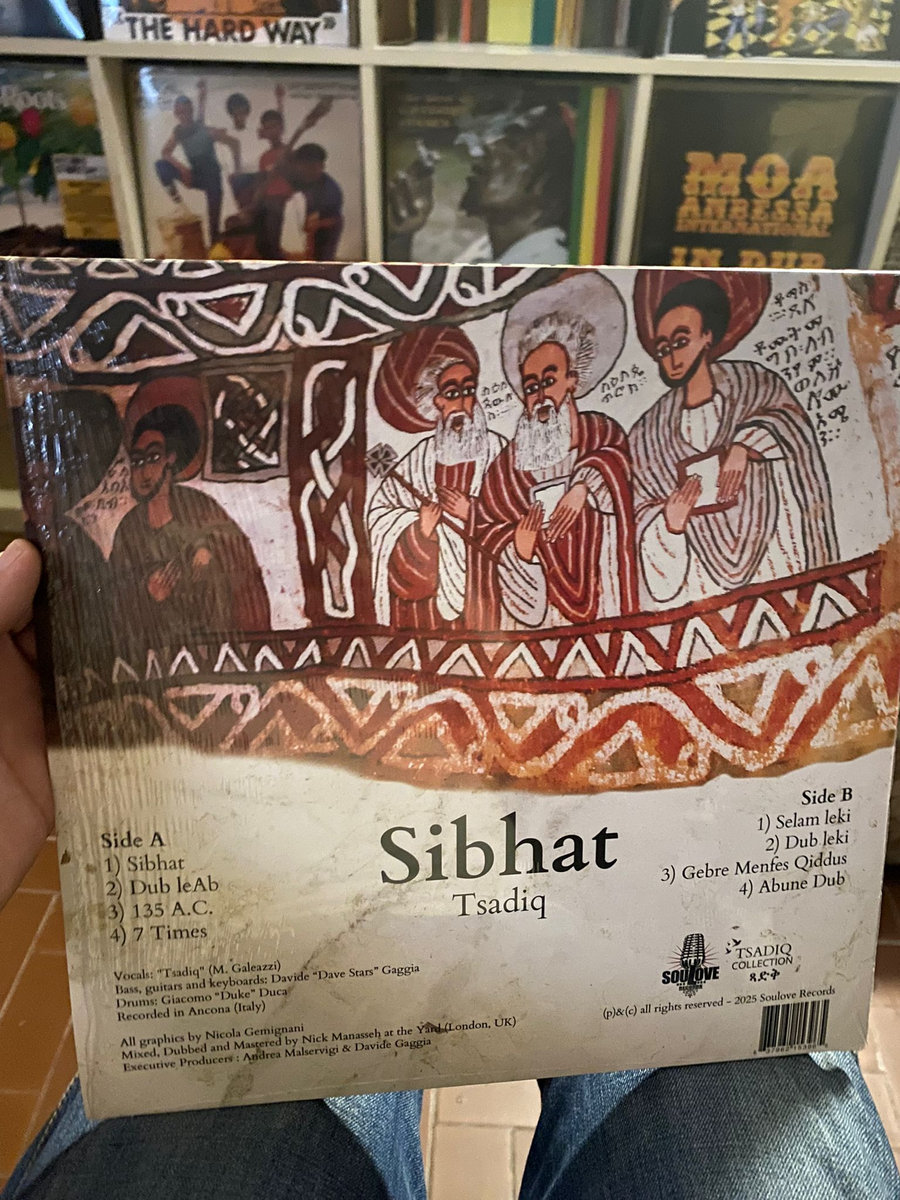 "THE HARD WAY"
Roots
MOA
ANBESSA
INTERNATIONAL
IN DUB
Side A
1) Sibhat
2) Dub leAb
3) 135 A.C.
4) 7 Times
Sibhat
Tsadiq
Side B
1) Selam leki
2) Dub leki
3) Gebre Menfes Qiddus
4) Abune Dub
Vocals: "Tsadiq" (M. Galeazzi)
Bass, guitars and keyboards: Davide "Dave Stars" Gaggia
Drums: Giacomo "Duke" Duca
Recorded in Ancona (Italy)
All graphics by Nicola Gemignani
Mixed, Dubbed and Mastered by Nick Manasseh at the Yard (London, UK)
Executive Producers : Andrea Malservigi & Davide Gaggia
SOULOVE
TSADIQ
COLLECTION
ጻድቅ
(p)&(c) all rights reserved - 2025 Soulove Records